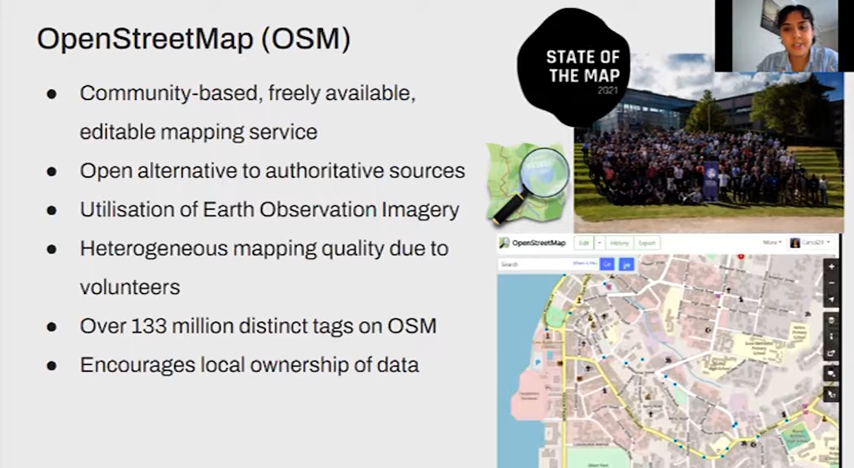 OpenStreetMap (OSM)
● Community-based, freely available,
editable mapping service
● Open alternative to authoritative sources
● Utilisation of Earth Observation Imagery
● Heterogeneous mapping quality due to
volunteers
● Over 133 million distinct tags on OSM
● Encourages local ownership of data
STATE OF
THE MAP
2021
OpenStreetMap
Edit
History
Export
More
Search
Go